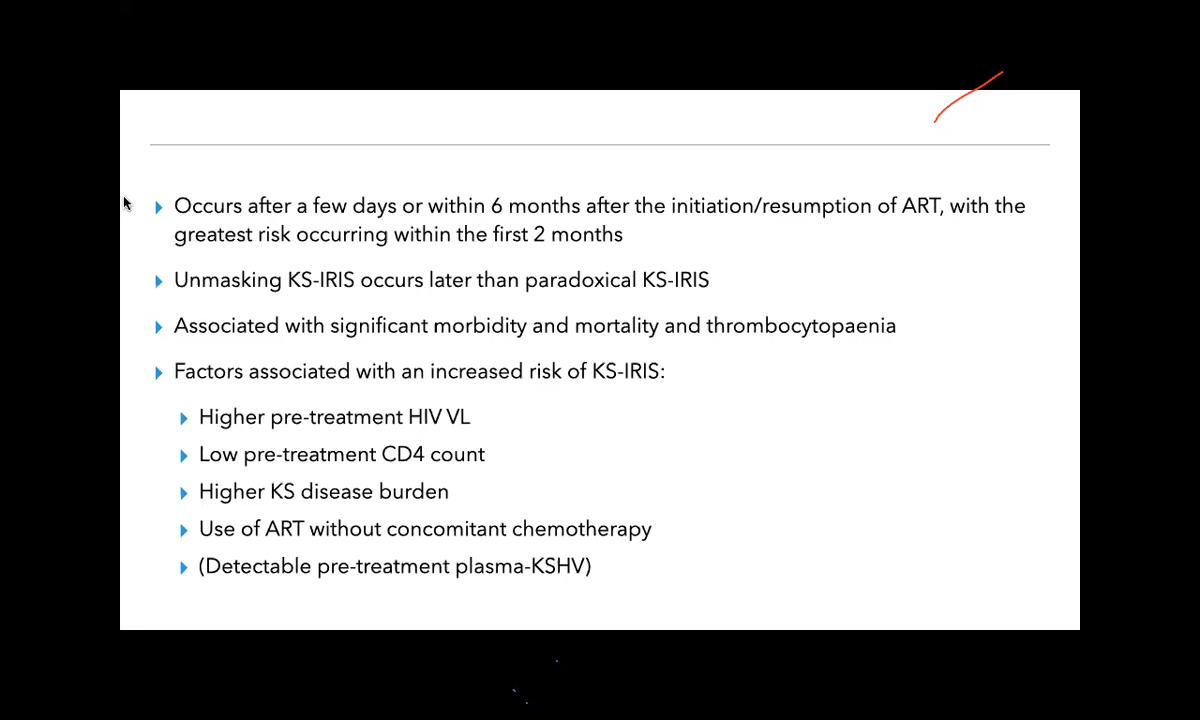 Occurs after a few days or within 6 months after the initiation/resumption of ART, with the
greatest risk occurring within the first 2 months
Unmasking KS-IRIS occurs later than paradoxical KS-IRIS
Associated with significant morbidity and mortality and thrombocytopaenia
Factors associated with an increased risk of KS-IRIS:
Higher pre-treatment HIV VL
Low pre-treatment CD4 count
Higher KS disease burden
Use of ART without concomitant chemotherapy
(Detectable pre-treatment plasma-KSHV)